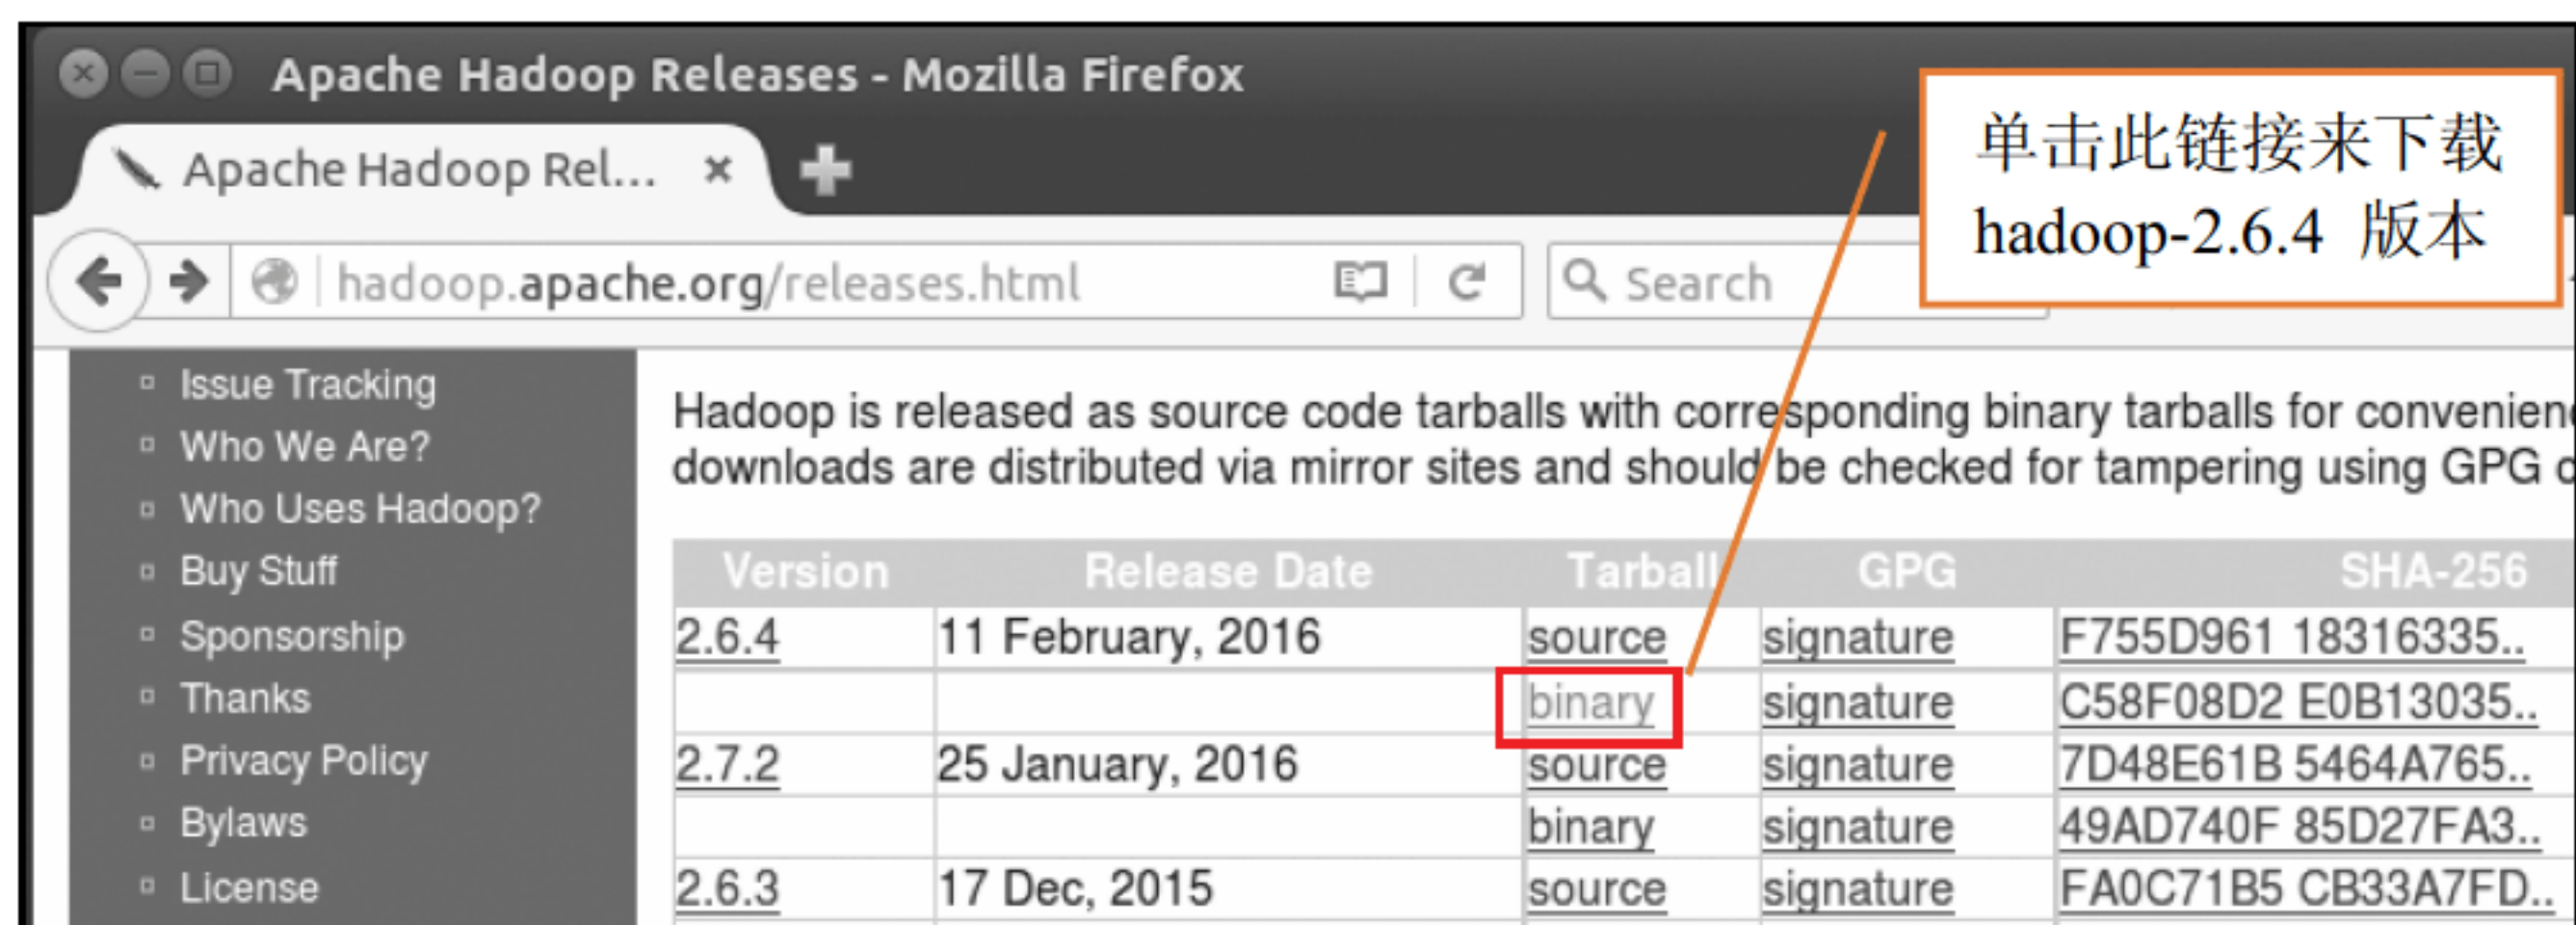 Apache Hadoop Releases - Mozilla Firefox
Apache Hadoop Rel...
单击此链接来下载
hadoop-2.6.4 版本
hadoop.apache.org/releases.html
Search
Issue Tracking
Who We Are?
Who Uses Hadoop?
Buy Stuff
Sponsorship
Thanks
Privacy Policy
Bylaws
License
Hadoop is released as source code tarballs with corresponding binary tarballs for convenienc
downloads are distributed via mirror sites and should be checked for tampering using GPG o
Version Release Date Tarball GPG SHA-256
2.6.4 11 February, 2016 source signature F755D961 18316335..
binary signature C58F08D2 E0B13035..
2.7.2 25 January, 2016 source signature 7D48E61B 5464A765..
binary signature 49AD740F 85D27FA3..
2.6.3 17 Dec, 2015 source signature FA0C71B5 CB33A7FD..